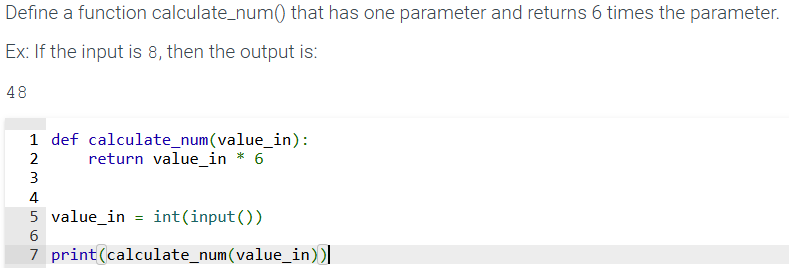 Define a function calculate_num() that has one parameter and returns 6 times the parameter.
Ex: If the input is 8, then the output is:
48
1 def calculate_num(value_in):
2     return value_in * 6
3
4
5 value_in = int(input())
6
7 print(calculate_num(value_in))